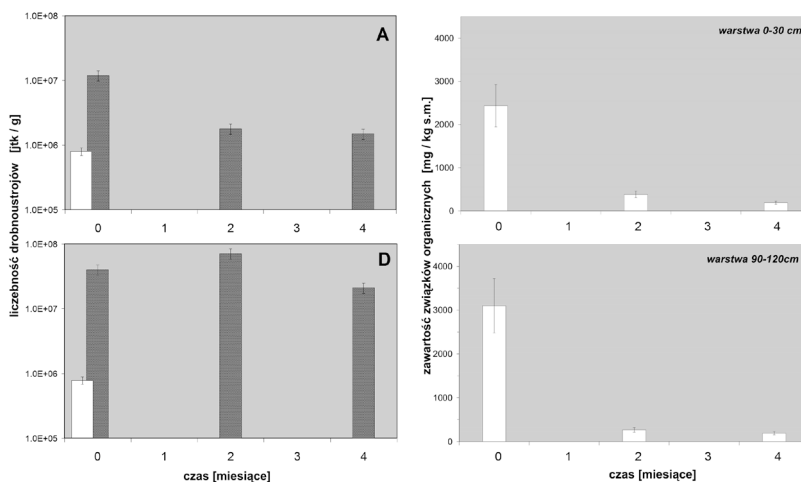 liczebność drobnoustrojów [jtk / g]
1.0E+08
1.0E+07
1.0E+06
1.0E+05
A
0 1 2 3 4
zawartość związków organicznych [mg / kg s.m.]
4000
3000
2000
1000
0
warstwa 0-30 cm
0 1 2 3 4
1.0E+08
1.0E+07
1.0E+06
1.0E+05
D
0 1 2 3 4
czas [miesiące]
4000
3000
2000
1000
0
warstwa 90-120cm
0 1 2 3 4
czas [miesiące]